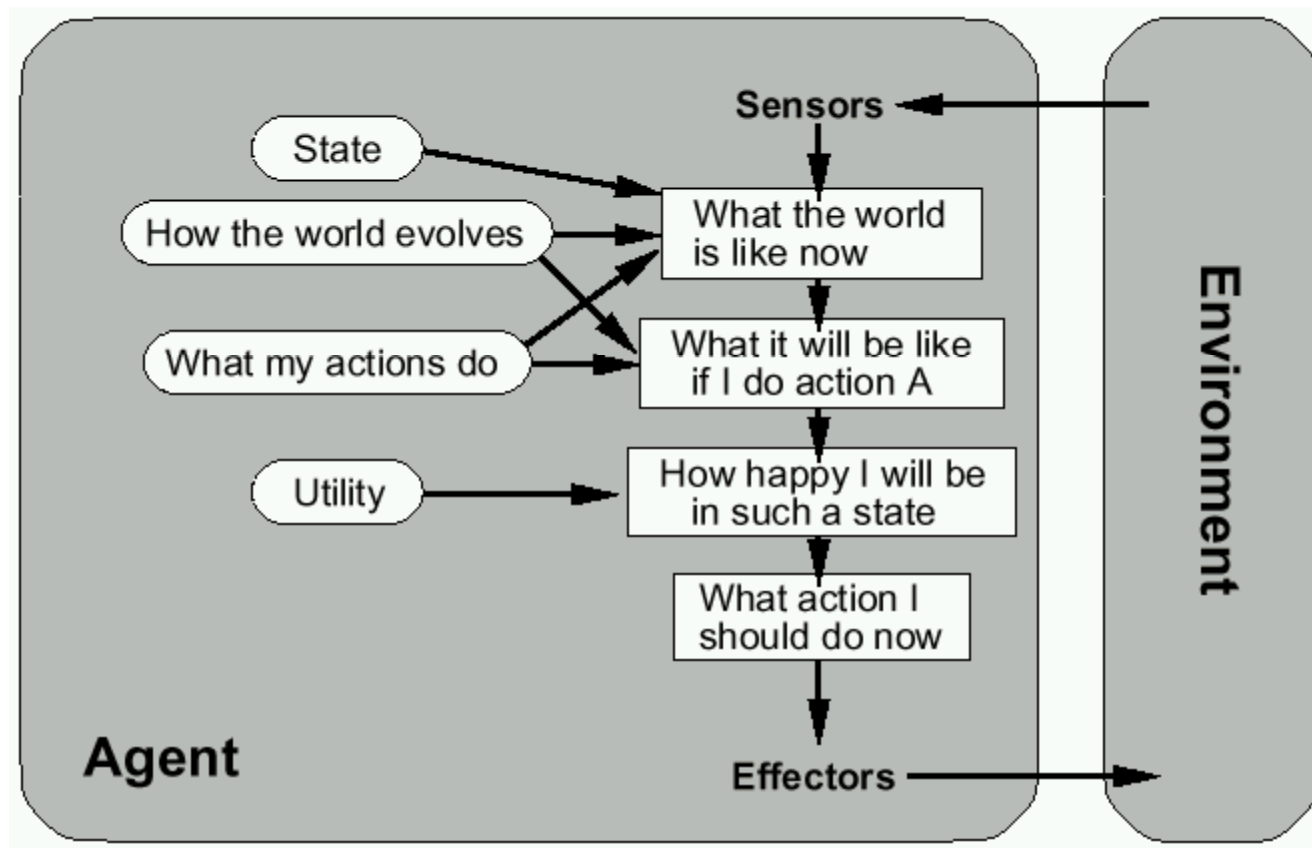 Sensors
State
What the world
is like now
How the world evolves
What it will be like
if I do action A
What my actions do
How happy I will be
in such a state
Utility
What action I
should do now
Effectors
Agent
Environment